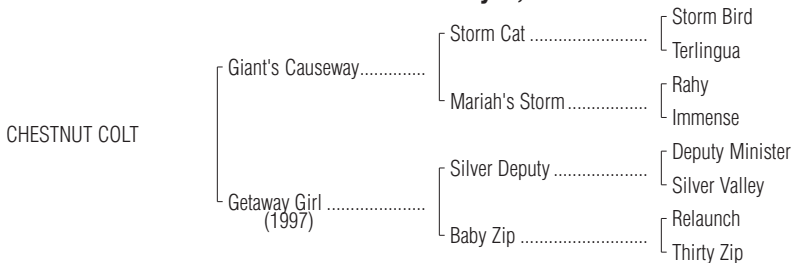 Storm Bird
Storm Cat ....................
Terlingua
Giant's Causeway..............
Rahy
Mariah's Storm.................
Immense
CHESTNUT COLT
Deputy Minister
Silver Deputy ...................
Silver Valley
Getaway Girl .....................
(1997)
Relaunch
Baby Zip ..........................
Thirty Zip